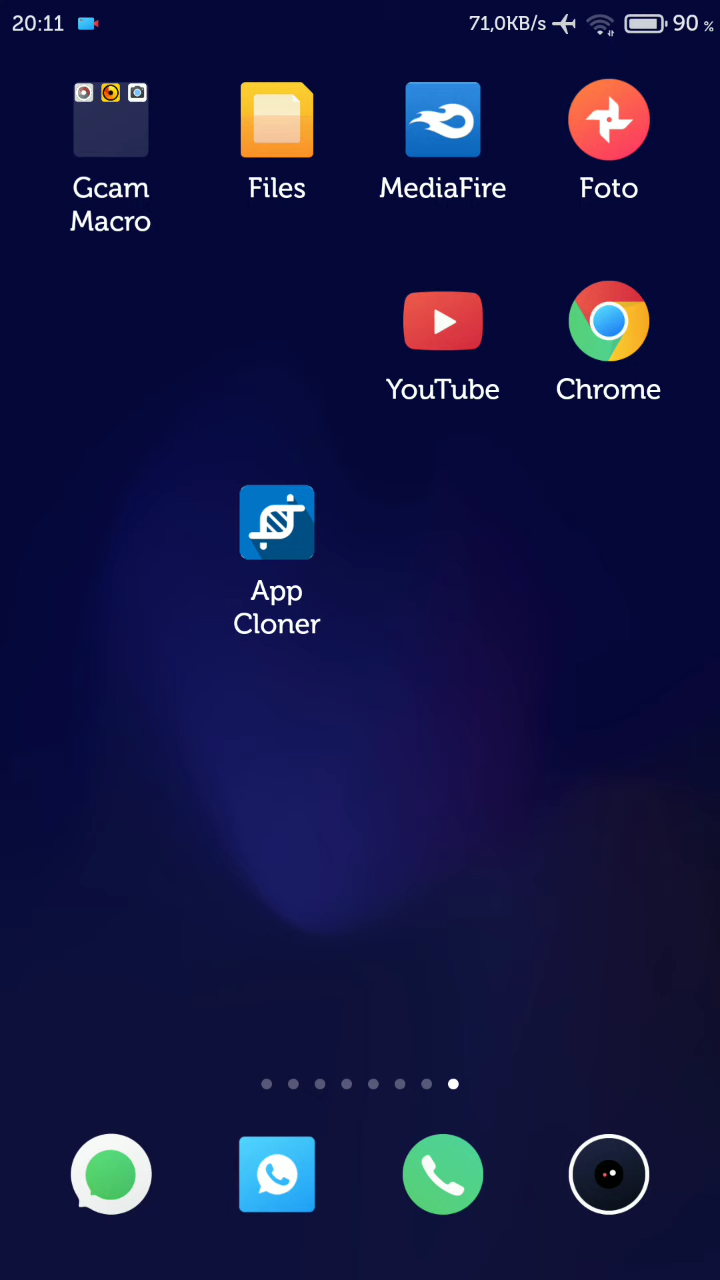 20:11 71,0KB/s 90 %
Gcam Macro
Files
MediaFire
Foto
YouTube
Chrome
App Cloner